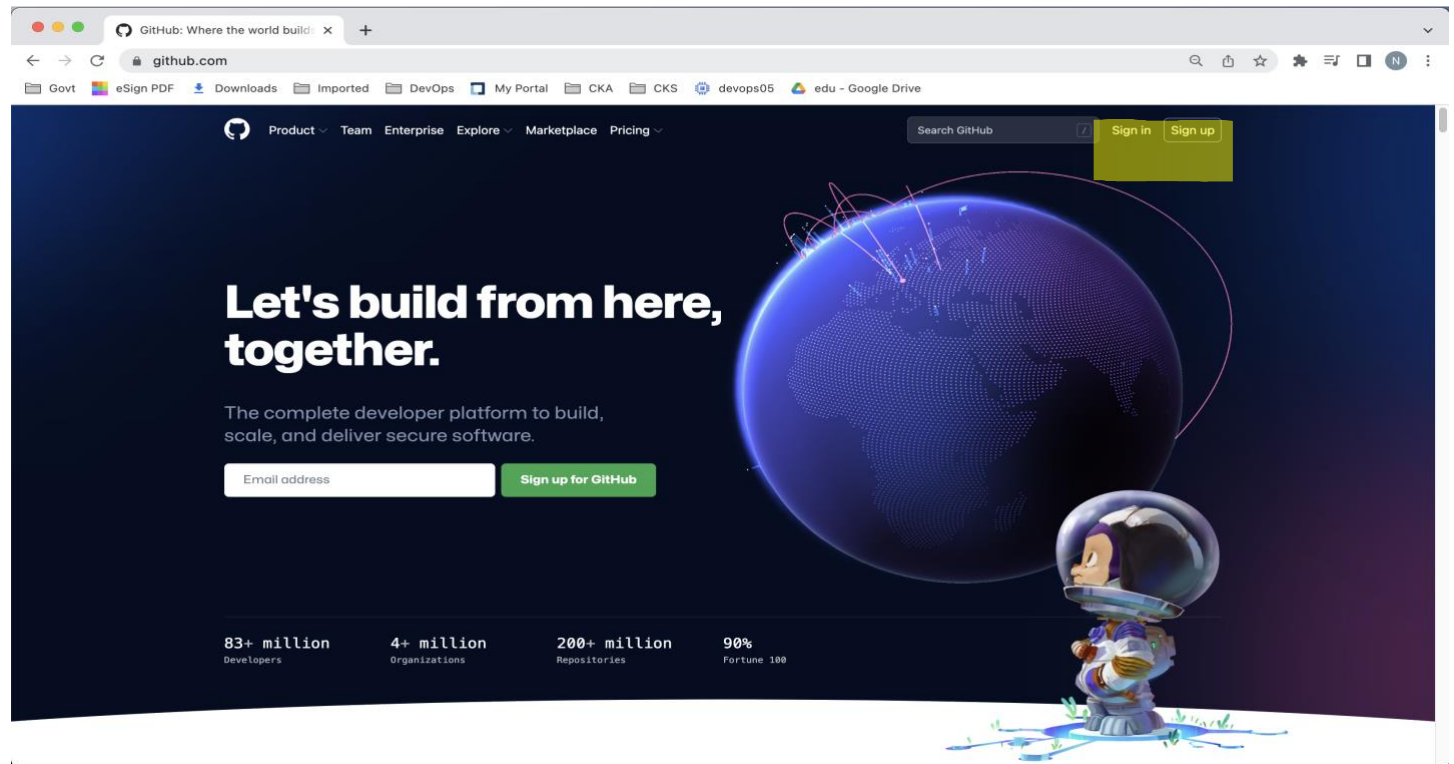 GitHub: Where the world builds
github.com
N
Govt eSign PDF Downloads Imported DevOps My Portal CKA CKS devops05 edu - Google Drive
Product Team Enterprise Explore Marketplace Pricing Search GitHub / Sign in Sign up
Let's build from here,
together.
The complete developer platform to build,
scale, and deliver secure software.
Email address Sign up for GitHub
83+ million 4+ million 200+ million 90%
Developers Organizations Repositories Fortune 100